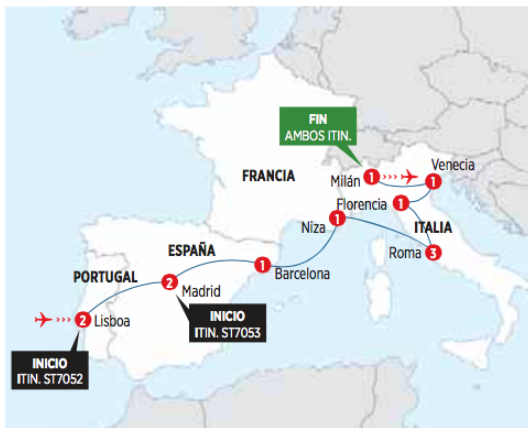 FIN
AMBOS ITIN.
FRANCIA
Milán
1
Venecia
1
Florencia
1
Niza
1
ITALIA
Roma
3
ESPAÑA
1
Barcelona
PORTUGAL
2
Madrid
2
Lisboa
INICIO
ITIN. ST7053
INICIO
ITIN. ST7052